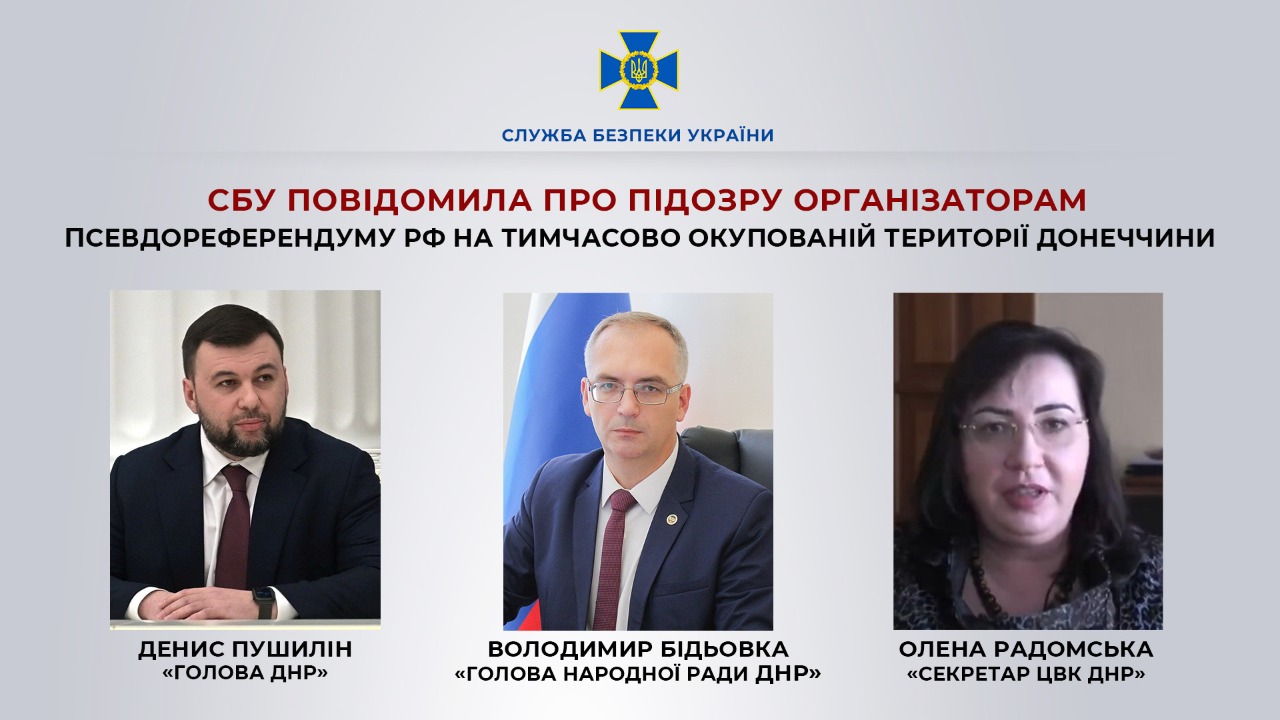 СЛУЖБА БЕЗПЕКИ УКРАЇНИ
СБУ ПОВІДОМИЛА ПРО ПІДОЗРУ ОРГАНІЗАТОРАМ
ПСЕВДОРЕФЕРЕНДУМУ РФ НА ТИМЧАСОВО ОКУПОВАНІЙ ТЕРИТОРІЇ ДОНЕЧЧИНИ
ДЕНИС ПУШИЛІН
«ГОЛОВА ДНР»
ВОЛОДИМИР БІДЬОВКА
«ГОЛОВА НАРОДНОЇ РАДИ ДНР»
ОЛЕНА РАДОМСЬКА
«СЕКРЕТАР ЦВК ДНР»